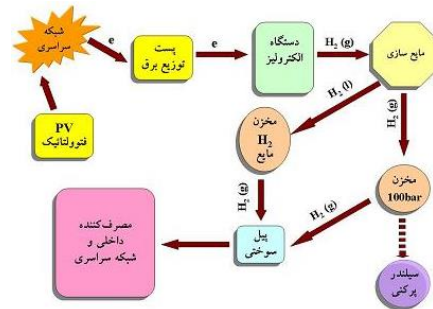 شبکه
سراسری
e
پست
توزیع برق
e
دستگاه
الکترولیز
H₂ (g)
مایع سازی
PV
فتوولتائیک
H₂ (l)
H₂ (g)
مخزن
H₂
مایع
مخزن
100bar
H₂ (g)
H₂ (g)
مصرف‌کننده
داخلی و
شبکه سراسری
پیل
سوختی
سیلندر
پرکنی